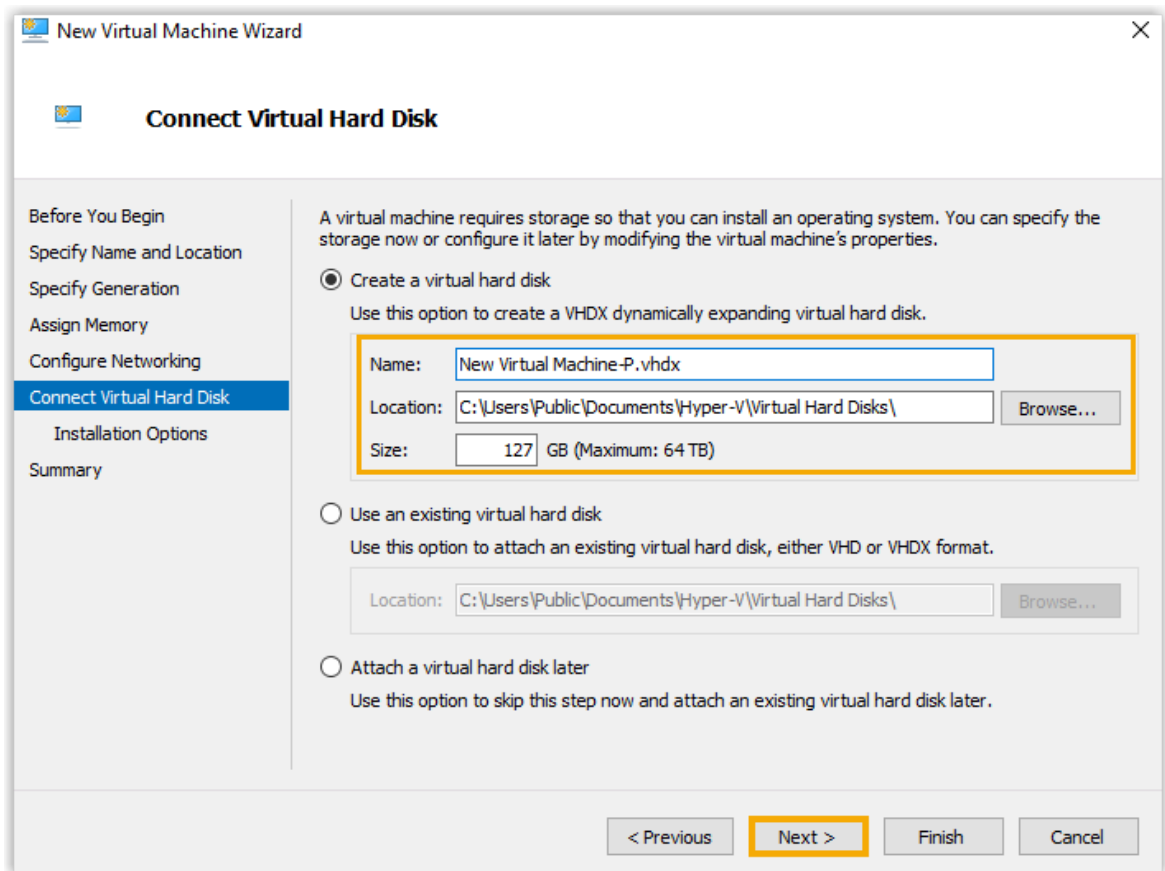 New Virtual Machine Wizard
Connect Virtual Hard Disk
Before You Begin
Specify Name and Location
Specify Generation
Assign Memory
Configure Networking
Connect Virtual Hard Disk
Installation Options
Summary
A virtual machine requires storage so that you can install an operating system. You can specify the
storage now or configure it later by modifying the virtual machine's properties.
Create a virtual hard disk
Use this option to create a VHDX dynamically expanding virtual hard disk.
Name: New Virtual Machine-P.vhdx
Location: C:\Users\Public\Documents\Hyper-V\Virtual Hard Disks\ Browse...
Size: 127 GB (Maximum: 64 TB)
Use an existing virtual hard disk
Use this option to attach an existing virtual hard disk, either VHD or VHDX format.
Location: C:\Users\Public\Documents\Hyper-V\Virtual Hard Disks\ Browse...
Attach a virtual hard disk later
Use this option to skip this step now and attach an existing virtual hard disk later.
< Previous Next > Finish Cancel